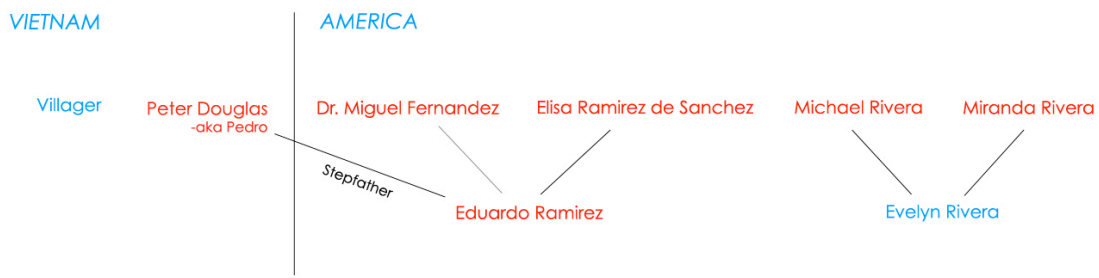 VIETNAM
AMERICA
Villager
Peter Douglas
-aka Pedro
Dr. Miguel Fernandez
Elisa Ramirez de Sanchez
Michael Rivera
Miranda Rivera
Stepfather
Eduardo Ramirez
Evelyn Rivera